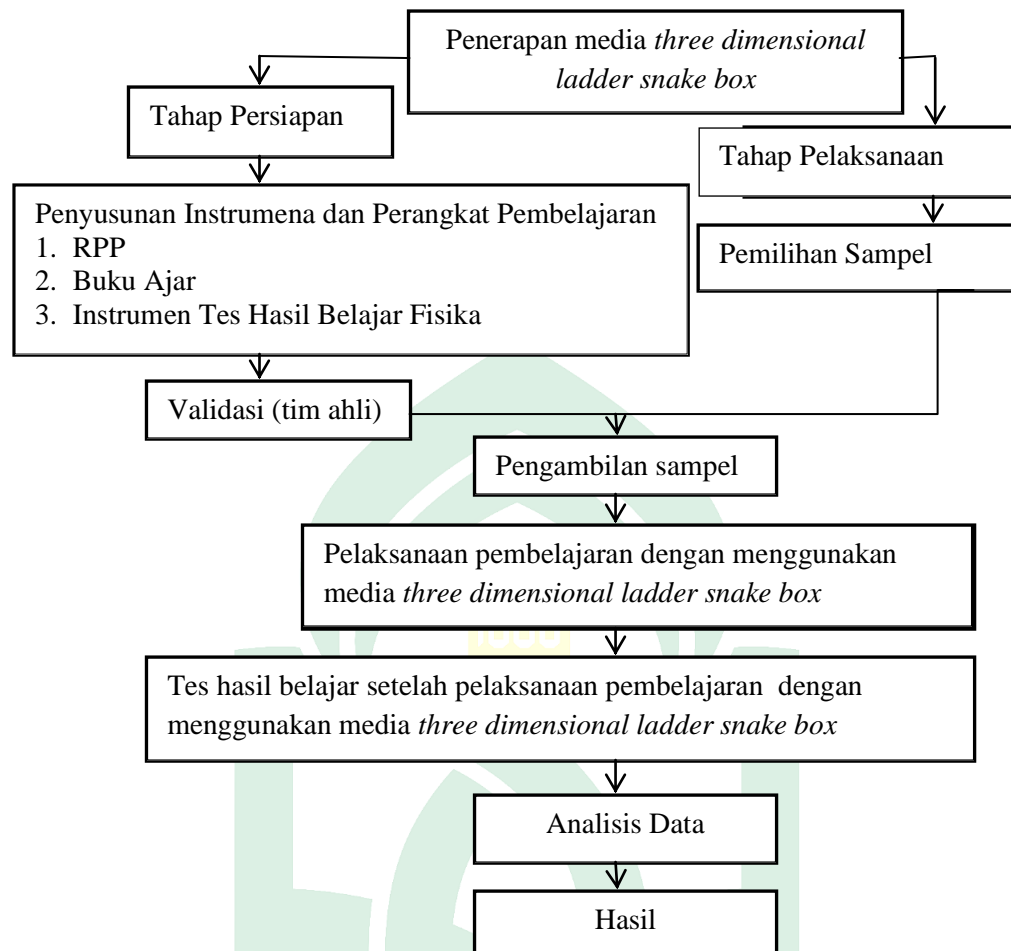 Penerapan media three dimensional
ladder snake box
Tahap Persiapan
Tahap Pelaksanaan
Penyusunan Instrumena dan Perangkat Pembelajaran
1. RPP
2. Buku Ajar
3. Instrumen Tes Hasil Belajar Fisika
Pemilihan Sampel
Validasi (tim ahli)
Pengambilan sampel
Pelaksanaan pembelajaran dengan menggunakan
media three dimensional ladder snake box
Tes hasil belajar setelah pelaksanaan pembelajaran dengan
menggunakan media three dimensional ladder snake box
Analisis Data
Hasil